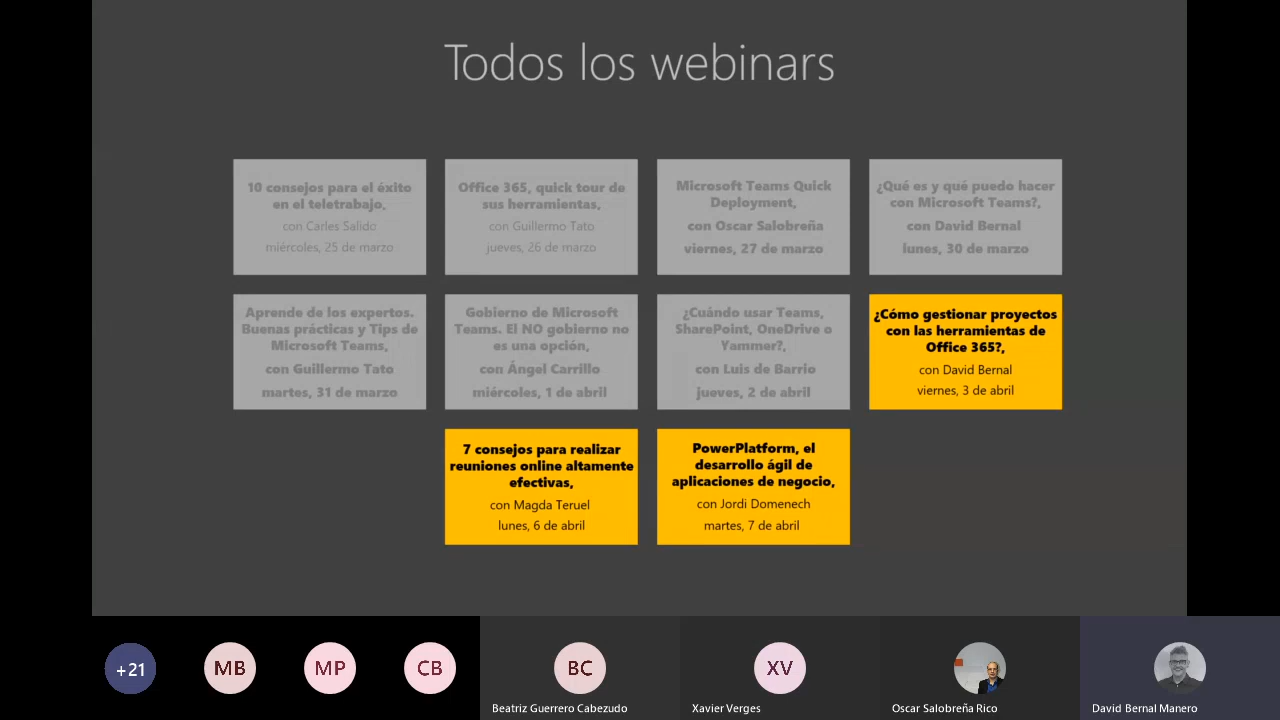 Todos los webinars
10 consejos para el éxito
en el teletrabajo,
con Carles Salido
miércoles, 25 de marzo
Office 365, quick tour de
sus herramientas,
con Guillermo Tato
jueves, 26 de marzo
Microsoft Teams Quick
Deployment,
con Oscar Salobreña
viernes, 27 de marzo
¿Qué es y qué puedo hacer
con Microsoft Teams?,
con David Bernal
lunes, 30 de marzo
Aprende de los expertos.
Buenas prácticas y Tips de
Microsoft Teams,
con Guillermo Tato
martes, 31 de marzo
Gobierno de Microsoft
Teams. El NO gobierno no
es una opción,
con Ángel Carrillo
miércoles, 1 de abril
¿Cuándo usar Teams,
SharePoint, OneDrive o
Yammer?,
con Luis de Barrio
jueves, 2 de abril
¿Cómo gestionar proyectos
con las herramientas de
Office 365?,
con David Bernal
viernes, 3 de abril
7 consejos para realizar
reuniones online altamente
efectivas,
con Magda Teruel
lunes, 6 de abril
PowerPlatform, el
desarrollo ágil de
aplicaciones de negocio,
con Jordi Domenech
martes, 7 de abril
+21
MB
MP
CB
BC
XV
Beatriz Guerrero Cabezudo
Xavier Verges
Oscar Salobreña Rico
David Bernal Manero